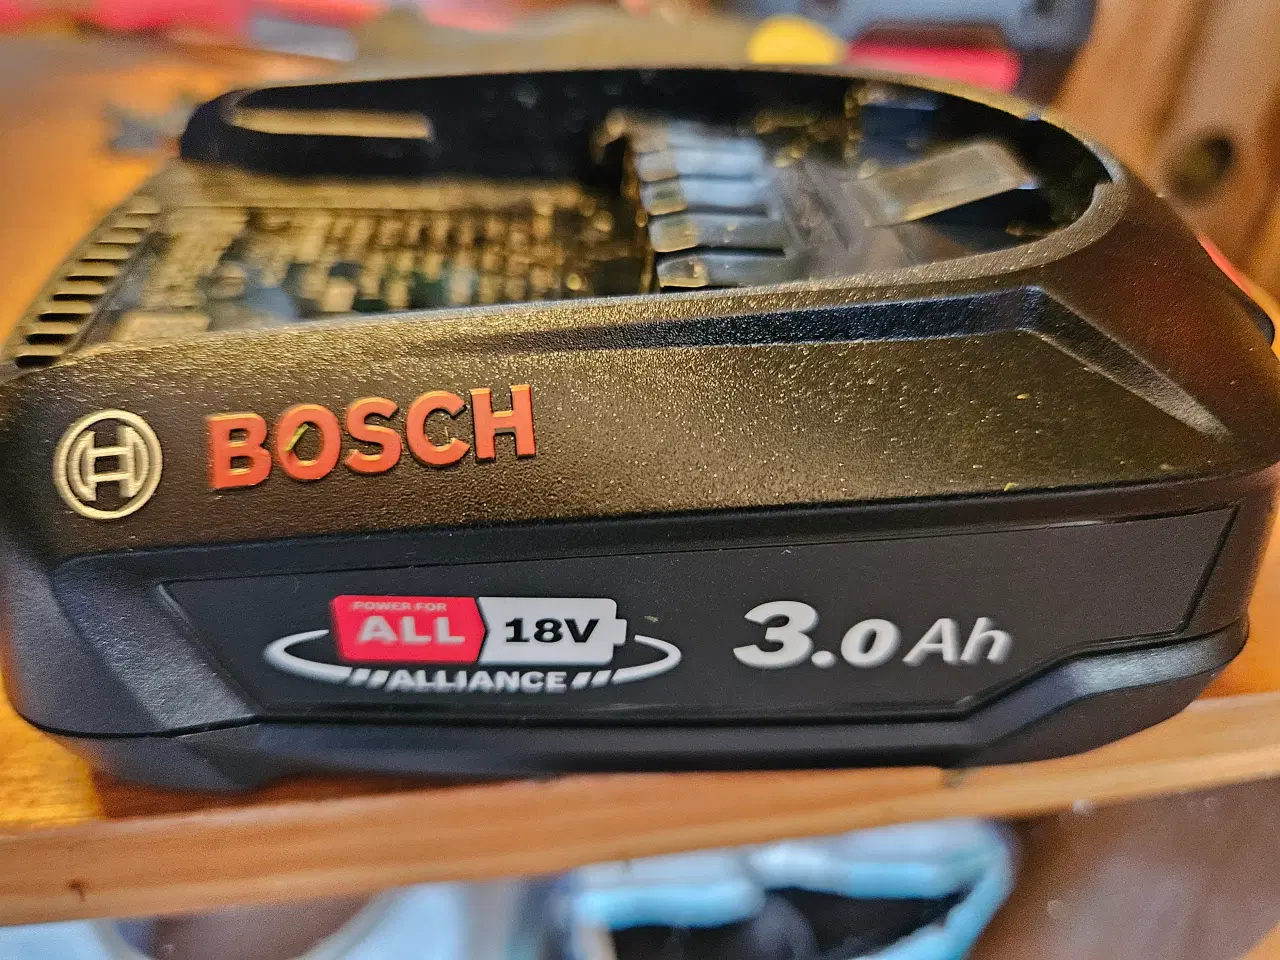 BOSCH
POWER FOR
ALL 18V
ALLIANCE
3.0 Ah